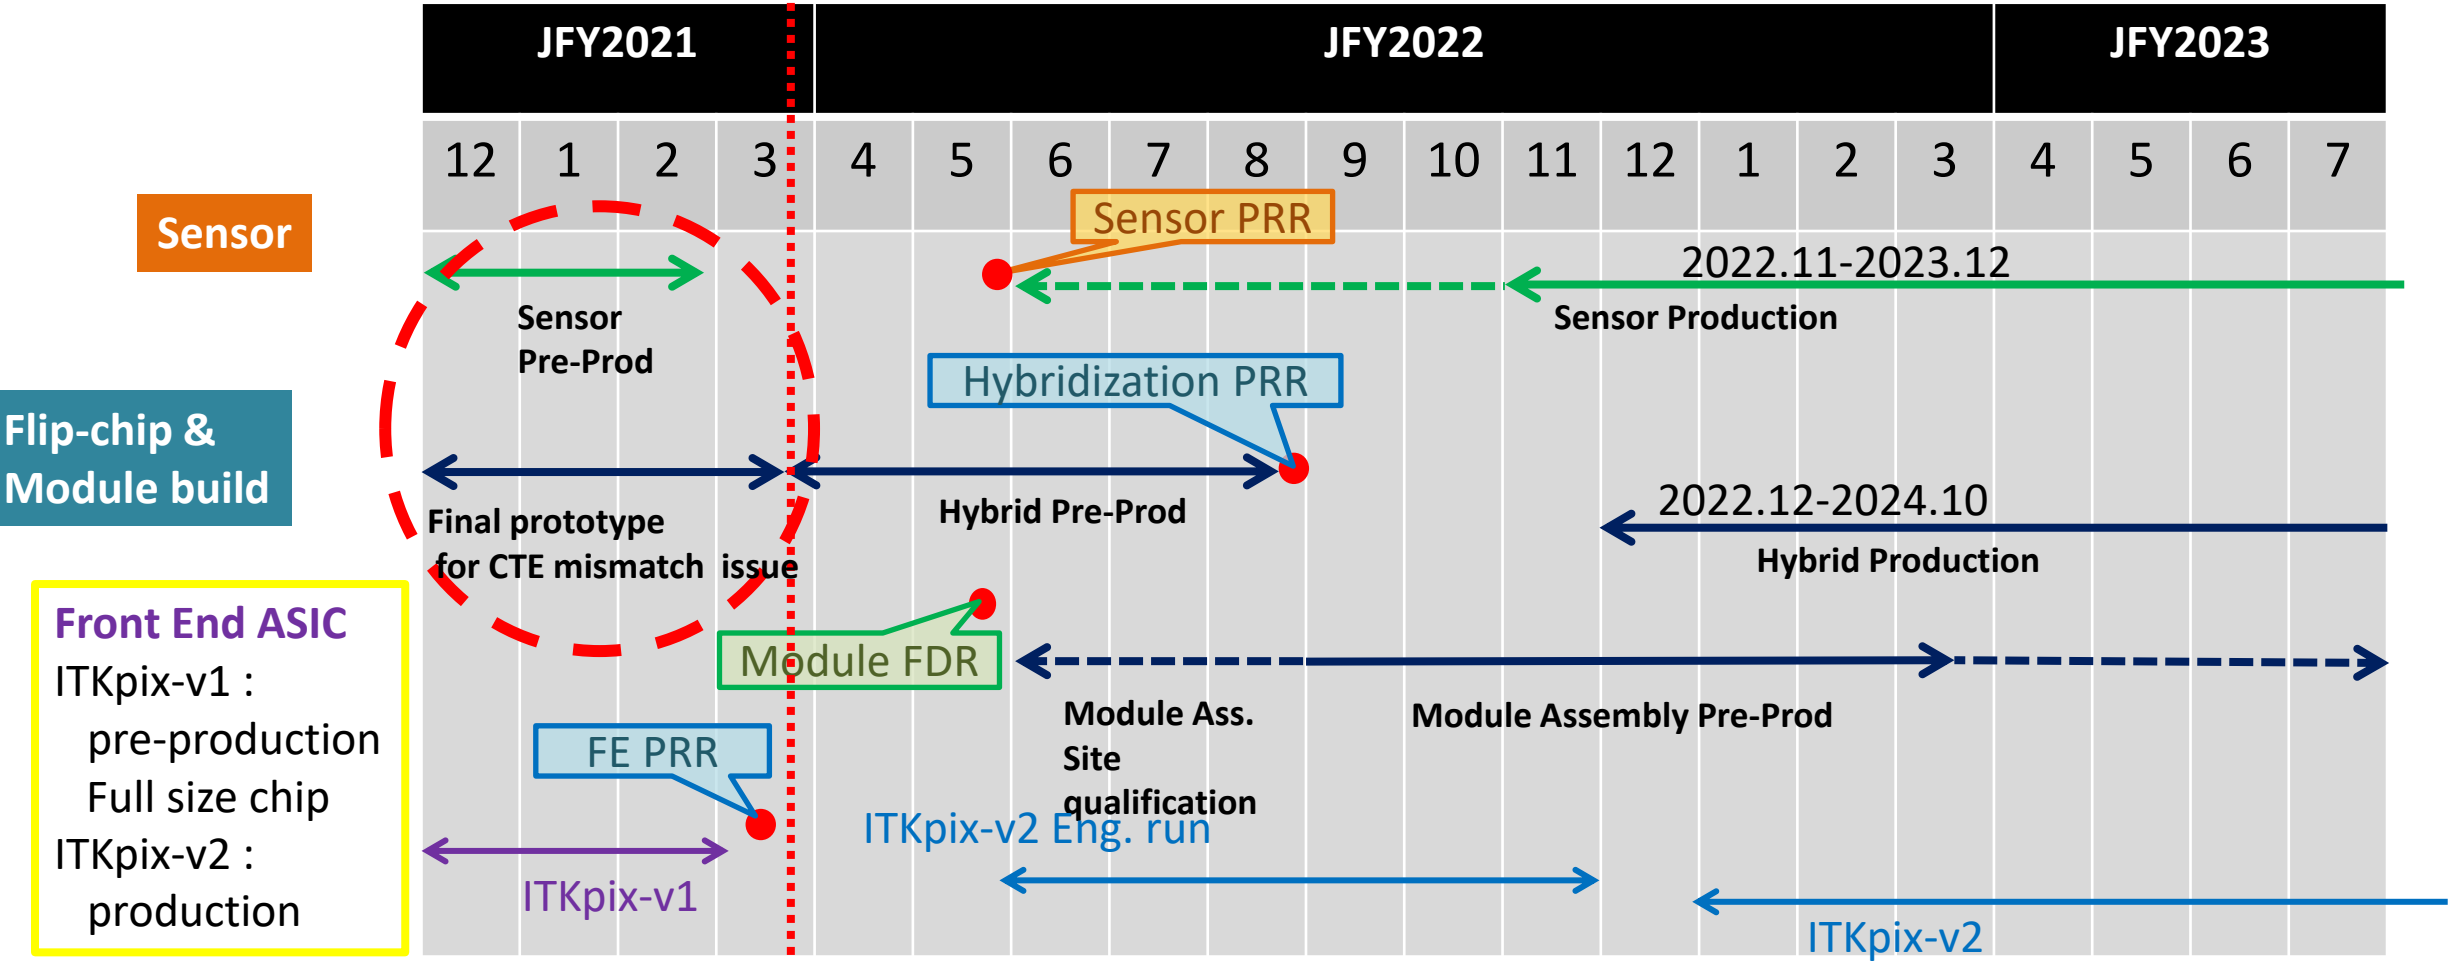 JFY2021 JFY2022 JFY2023
12 1 2 3 4 5 6 7 8 9 10 11 12 1 2 3 4 5 6 7
Sensor
Sensor PRR
2022.11-2023.12
Sensor
Pre-Prod
Sensor Production
Hybridization PRR
Flip-chip &
Module build
Final prototype
for CTE mismatch issue
Hybrid Pre-Prod
2022.12-2024.10
Hybrid Production
Module FDR
Module Ass.
Site
qualification
Module Assembly Pre-Prod
FE PRR
ITKpix-v1
ITKpix-v2 Eng. run
ITKpix-v2
Front End ASIC
ITKpix-v1 :
pre-production
Full size chip
ITKpix-v2 :
production